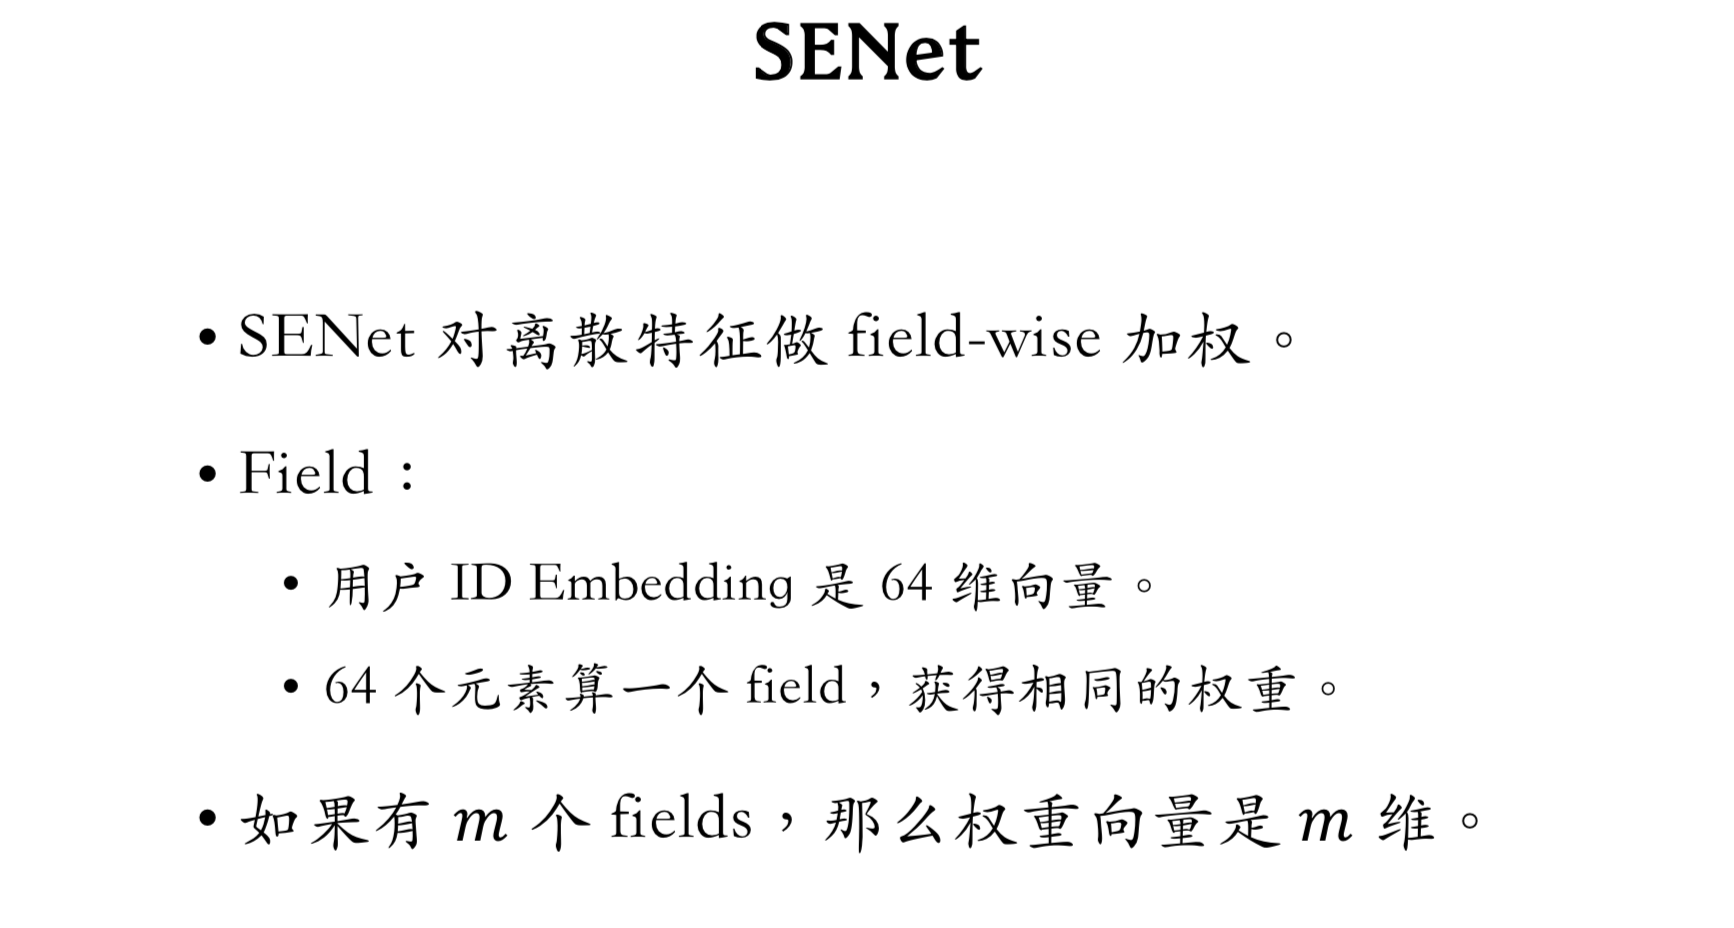 SENet
• SENet 对离散特征做 field-wise 加权。
• Field：
• 用户 ID Embedding 是 64 维向量。
• 64 个元素算一个 field，获得相同的权重。
• 如果有 m 个 fields，那么权重向量是 m 维。